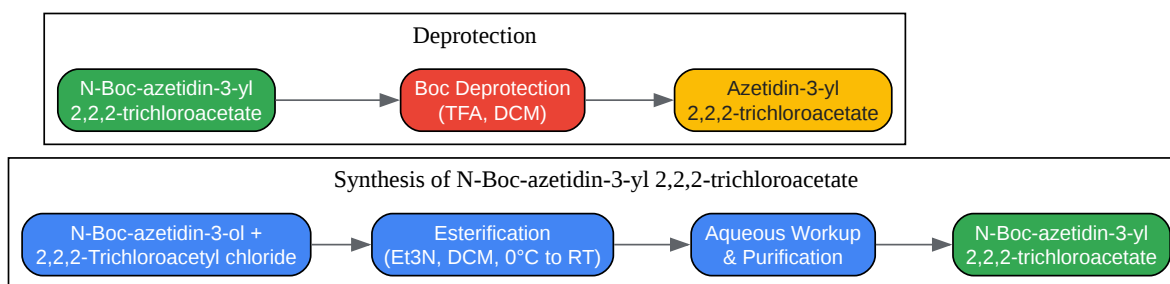 Deprotection
N-Boc-azetidin-3-yl
2,2,2-trichloroacetate
Boc Deprotection
(TFA, DCM)
Azetidin-3-yl
2,2,2-trichloroacetate
Synthesis of N-Boc-azetidin-3-yl 2,2,2-trichloroacetate
N-Boc-azetidin-3-ol +
2,2,2-Trichloroacetyl chloride
Esterification
(Et3N, DCM, 0°C to RT)
Aqueous Workup
& Purification
N-Boc-azetidin-3-yl
2,2,2-trichloroacetate